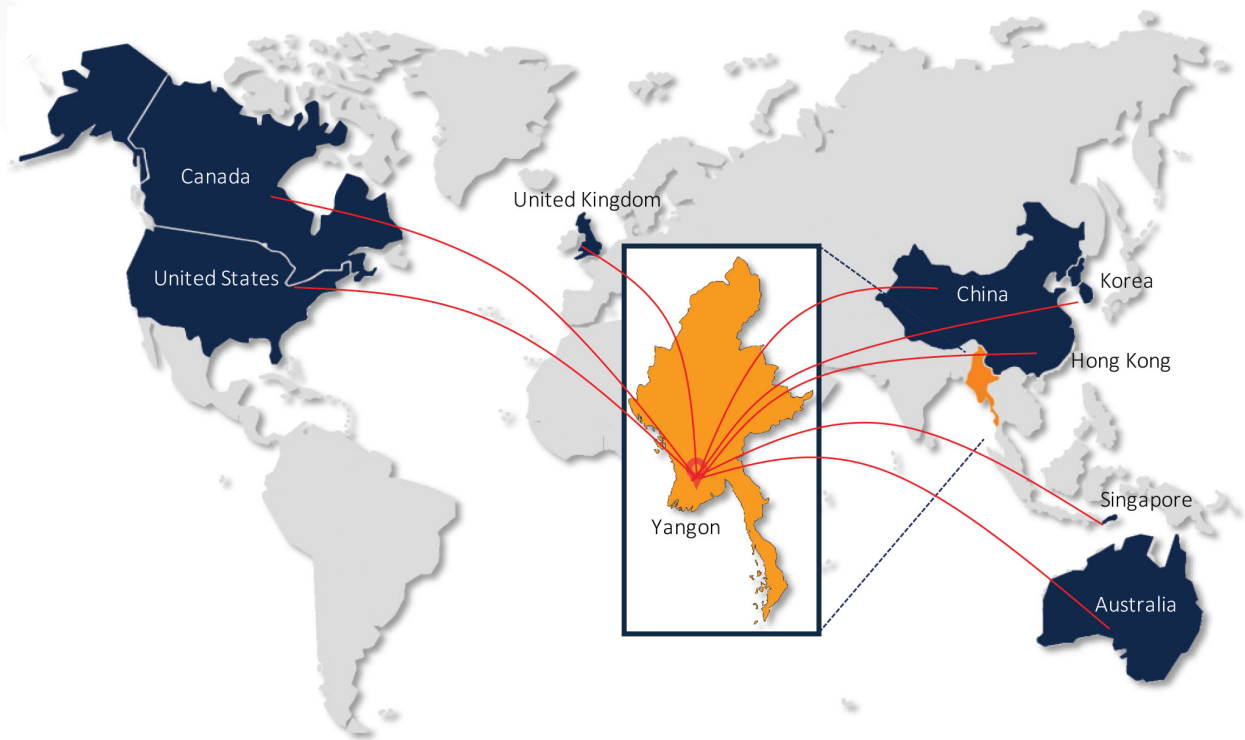 Canada
United Kingdom
United States
China
Korea
Hong Kong
Singapore
Yangon
Australia